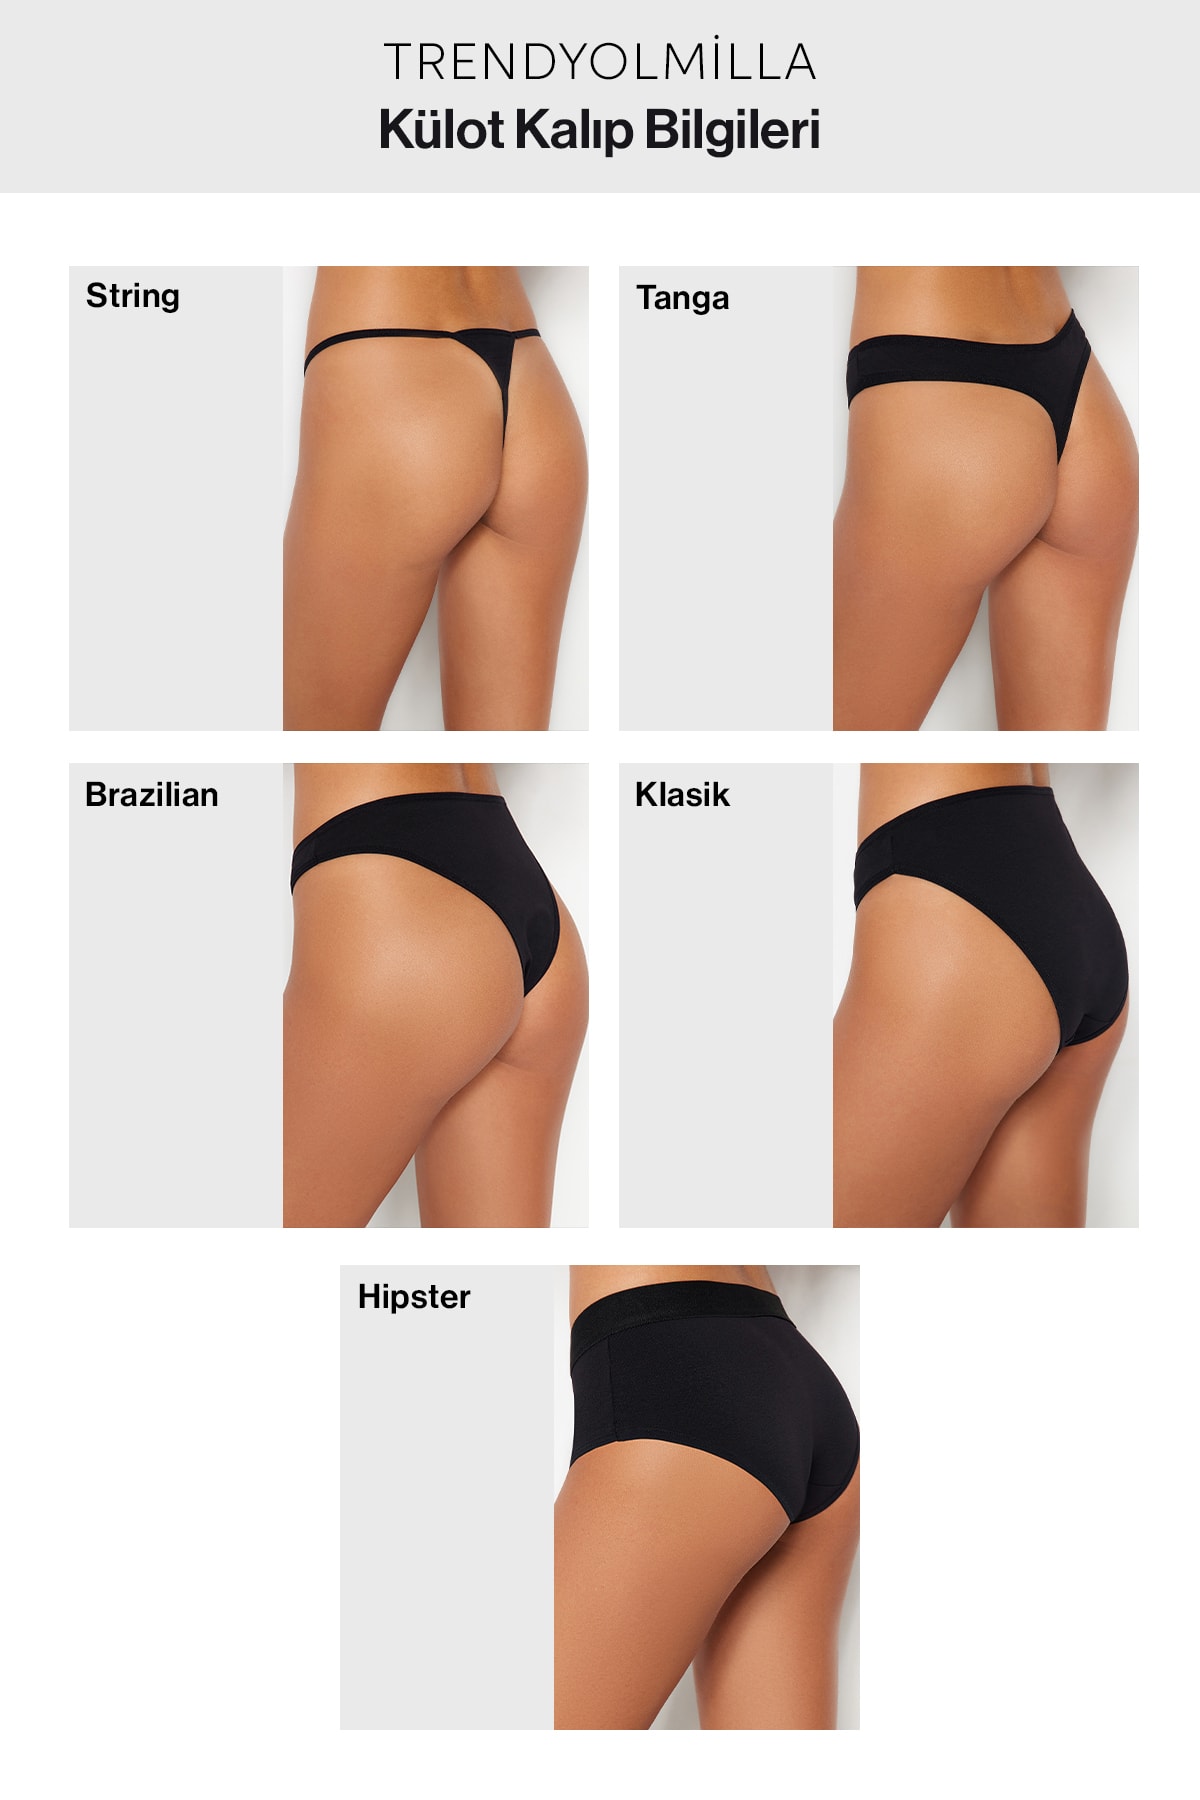 TRENDYOLMİLLA
Külot Kalıp Bilgileri
String
Tanga
Brazilian
Klasik
Hipster